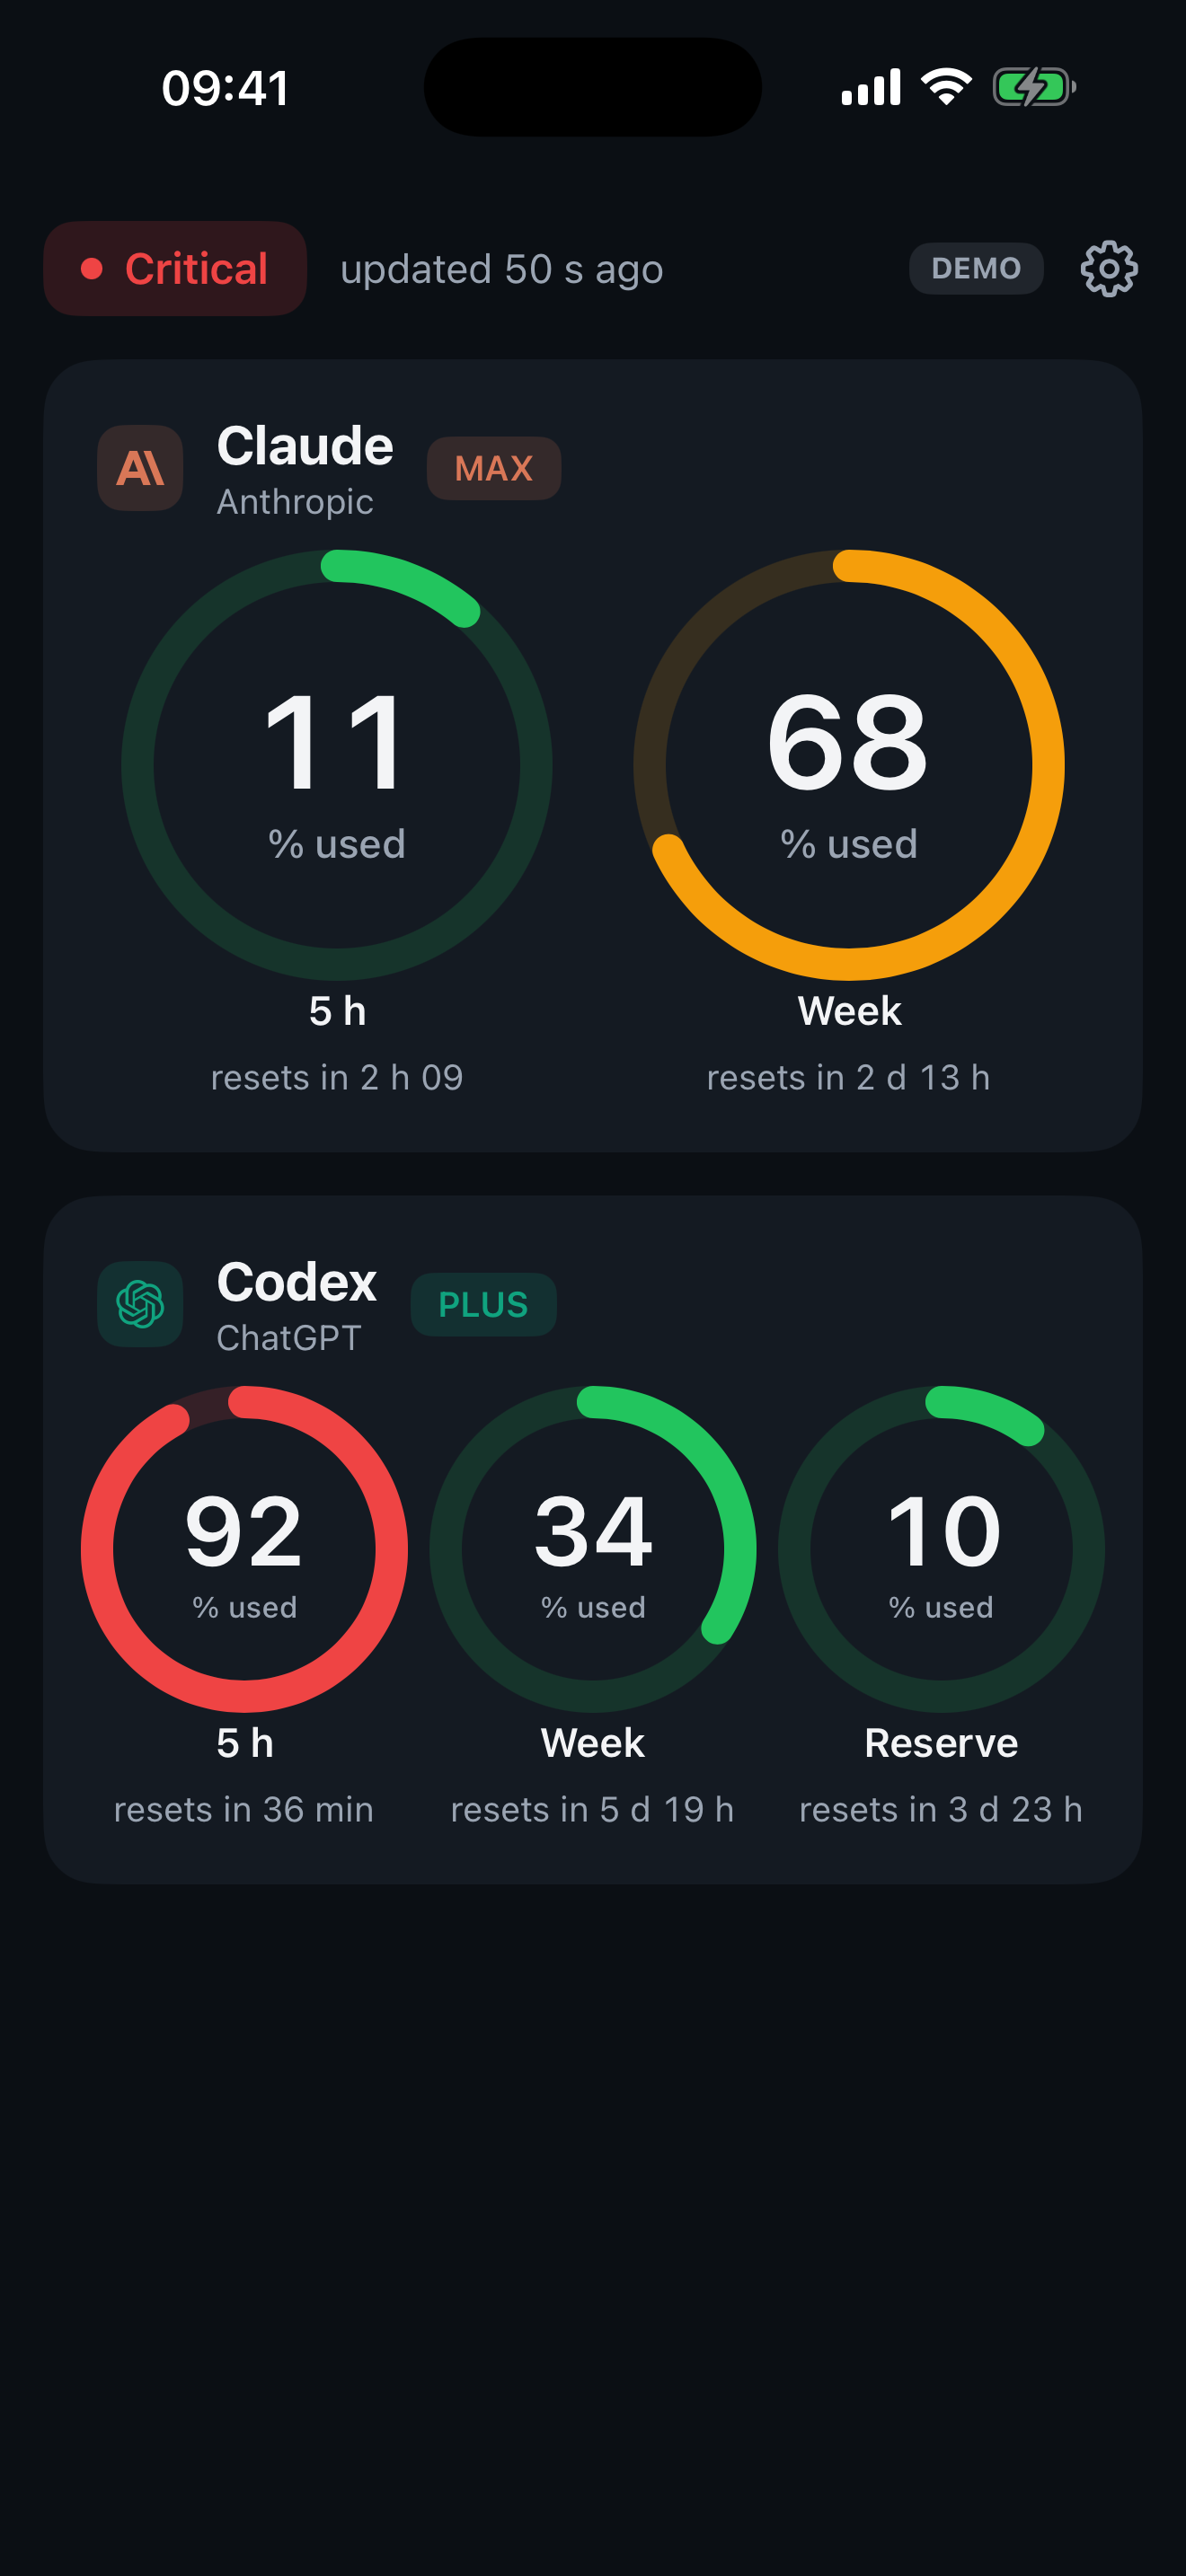 09:41
Critical
updated 50 s ago
DEMO
Claude
Anthropic
MAX
11
% used
5 h
resets in 2 h 09
68
% used
Week
resets in 2 d 13 h
Codex
ChatGPT
PLUS
92
% used
5 h
resets in 36 min
34
% used
Week
resets in 5 d 19 h
10
% used
Reserve
resets in 3 d 23 h